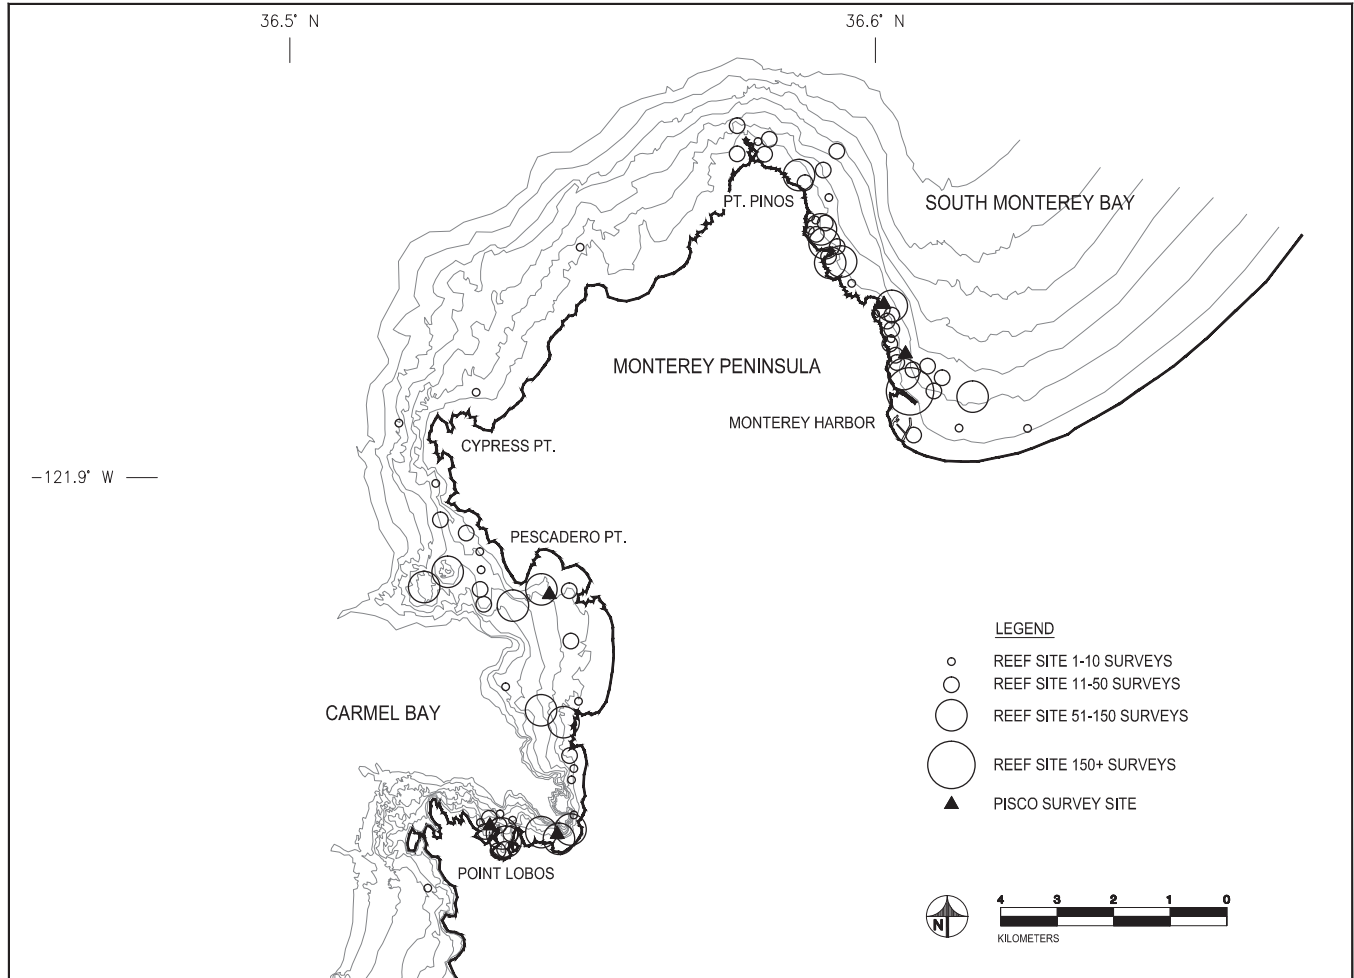 36.5° N
36.6° N
PT. PINOS
SOUTH MONTEREY BAY
MONTEREY PENINSULA
MONTEREY HARBOR
CYPRESS PT.
-121.9° W
PESCADERO PT.
CARMEL BAY
POINT LOBOS
LEGEND
REEF SITE 1-10 SURVEYS
REEF SITE 11-50 SURVEYS
REEF SITE 51-150 SURVEYS
REEF SITE 150+ SURVEYS
PISCO SURVEY SITE
N
4 3 2 1 0
KILOMETERS